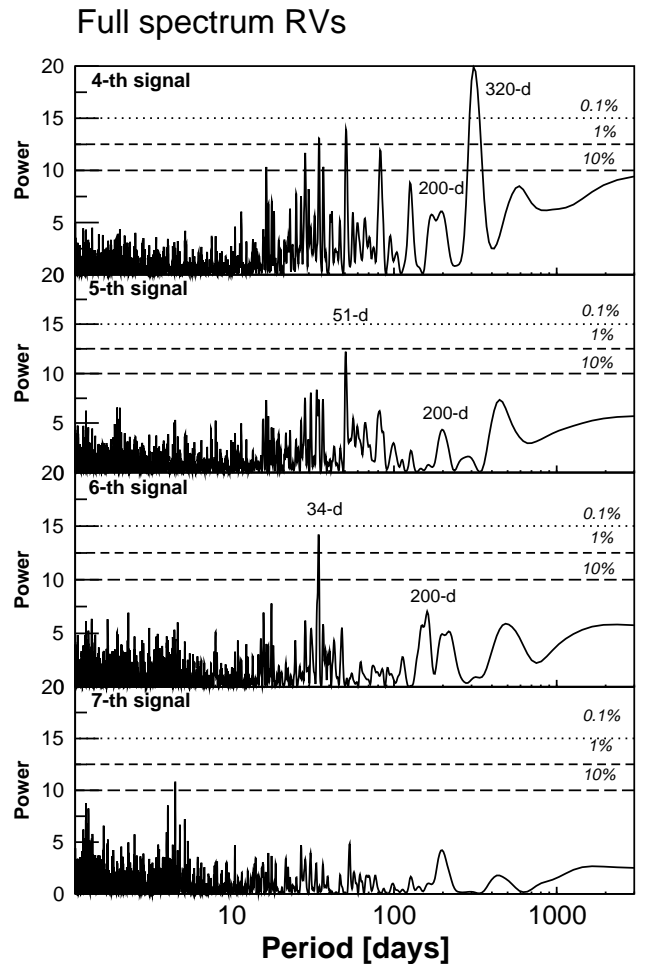 Full spectrum RVs
20
4-th signal
320-d
0.1%
15
1%
10
10%
200-d
5
Power
20
5-th signal
51-d
0.1%
15
1%
10
10%
200-d
5
Power
20
6-th signal
34-d
0.1%
15
1%
10
10%
200-d
5
Power
20
7-th signal
0.1%
15
1%
10
10%
5
Power
0
10 100 1000
Period [days]